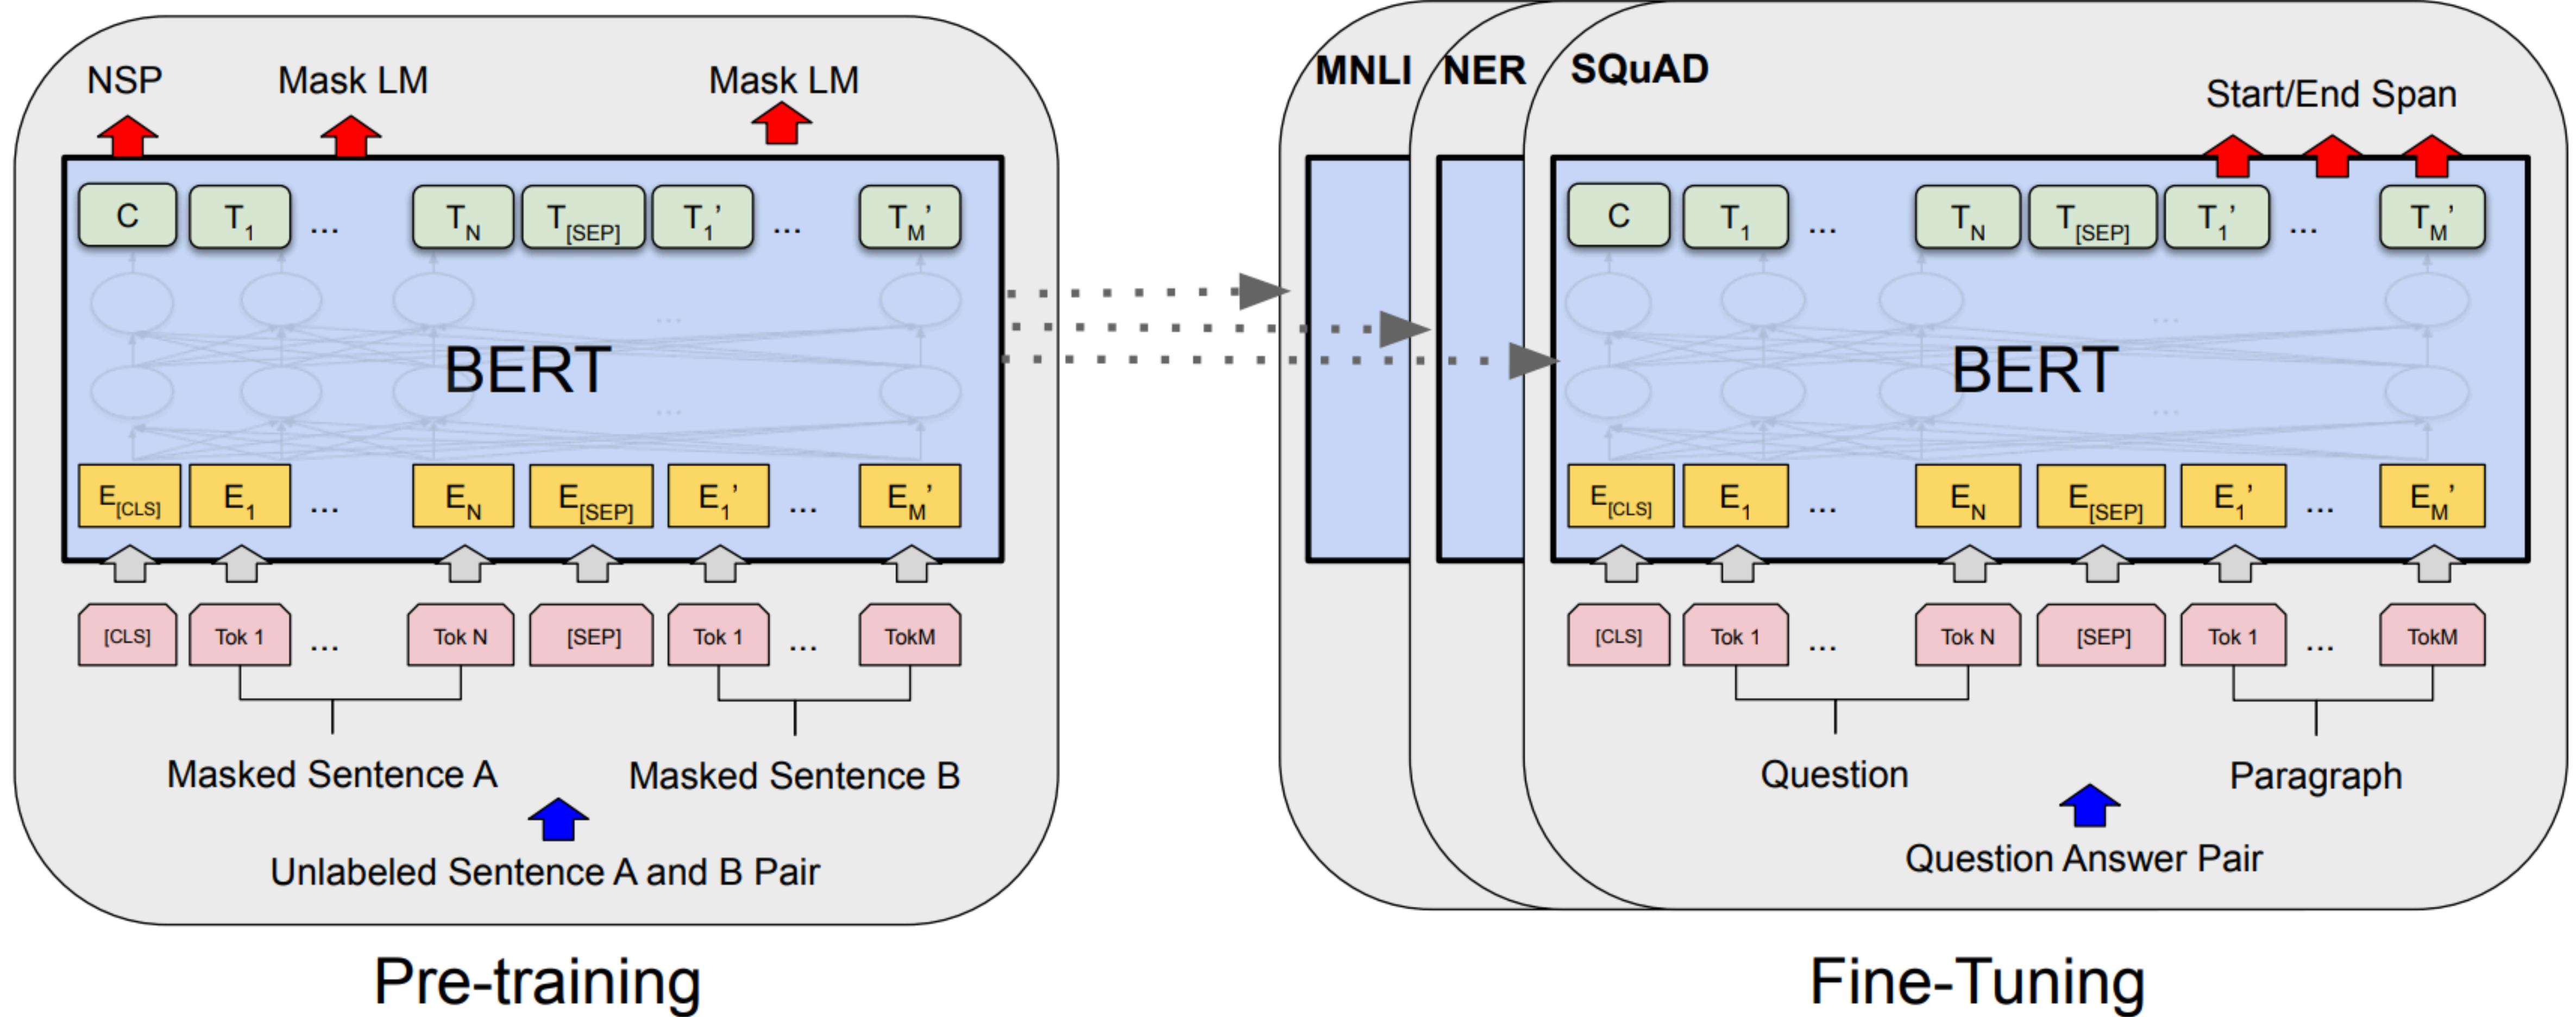 NSP Mask LM Mask LM
C T1 ... TN T[SEP] T1’ ... TM’
BERT
E[CLS] E1 ... EN E[SEP] E1’ ... EM’
[CLS] Tok 1 ... Tok N [SEP] Tok 1 ... TokM
Masked Sentence A Masked Sentence B
Unlabeled Sentence A and B Pair
Pre-training
MNLI NER SQuAD
Start/End Span
C T1 ... TN T[SEP] T1’ ... TM’
BERT
E[CLS] E1 ... EN E[SEP] E1’ ... EM’
[CLS] Tok 1 ... Tok N [SEP] Tok 1 ... TokM
Question Paragraph
Question Answer Pair
Fine-Tuning